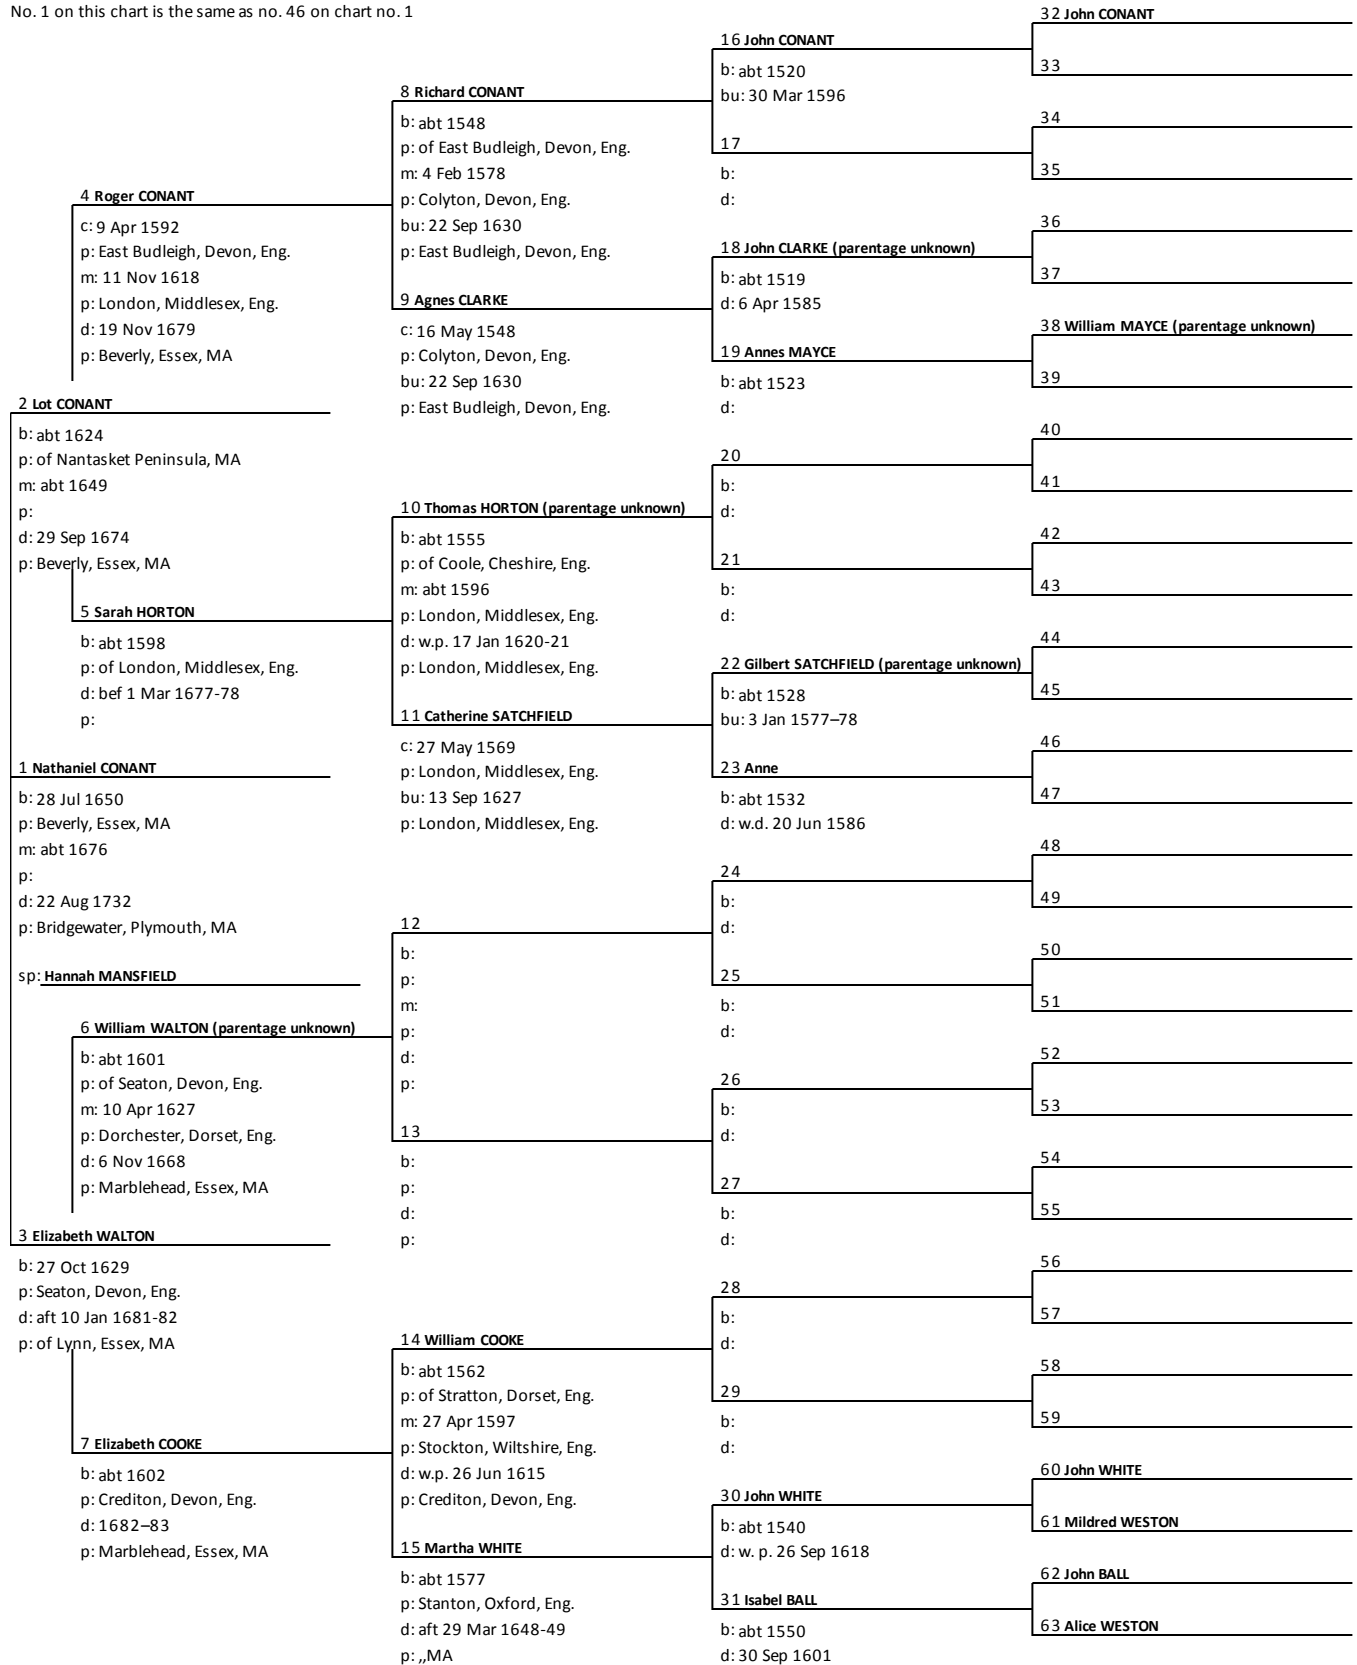 No. 1 on this chart is the same as no. 46 on chart no. 1
2 Lot CONANT
b: abt 1624
p: of Nantasket Peninsula, MA
m: abt 1649
p:
d: 29 Sep 1674
p: Beverly, Essex, MA
1 Nathaniel CONANT
b: 28 Jul 1650
p: Beverly, Essex, MA
m: abt 1676
p:
d: 22 Aug 1732
p: Bridgewater, Plymouth, MA
sp: Hannah MANSFIELD
3 Elizabeth WALTON
b: 27 Oct 1629
p: Seaton, Devon, Eng.
d: aft 10 Jan 1681-82
p: of Lynn, Essex, MA
4 Roger CONANT
c: 9 Apr 1592
p: East Budleigh, Devon, Eng.
m: 11 Nov 1618
p: London, Middlesex, Eng.
d: 19 Nov 1679
p: Beverly, Essex, MA
5 Sarah HORTON
b: abt 1598
p: of London, Middlesex, Eng.
d: bef 1 Mar 1677-78
p:
6 William WALTON (parentage unknown)
b: abt 1601
p: of Seaton, Devon, Eng.
m: 10 Apr 1627
p: Dorchester, Dorset, Eng.
d: 6 Nov 1668
p: Marblehead, Essex, MA
7 Elizabeth COOKE
b: abt 1602
p: Crediton, Devon, Eng.
d: 1682–83
p: Marblehead, Essex, MA
8 Richard CONANT
b: abt 1548
p: of East Budleigh, Devon, Eng.
m: 4 Feb 1578
p: Colyton, Devon, Eng.
bu: 22 Sep 1630
p: East Budleigh, Devon, Eng.
9 Agnes CLARKE
c: 16 May 1548
p: Colyton, Devon, Eng.
bu: 22 Sep 1630
p: East Budleigh, Devon, Eng.
10 Thomas HORTON (parentage unknown)
b: abt 1555
p: of Coole, Cheshire, Eng.
m: abt 1596
p: London, Middlesex, Eng.
d: w.p. 17 Jan 1620-21
p: London, Middlesex, Eng.
11 Catherine SATCHFIELD
c: 27 May 1569
p: London, Middlesex, Eng.
bu: 13 Sep 1627
p: London, Middlesex, Eng.
12
b:
p:
m:
p:
d:
p:
13
b:
p:
d:
p:
14 William COOKE
b: abt 1562
p: of Stratton, Dorset, Eng.
m: 27 Apr 1597
p: Stockton, Wiltshire, Eng.
d: w.p. 26 Jun 1615
p: Crediton, Devon, Eng.
15 Martha WHITE
b: abt 1577
p: Stanton, Oxford, Eng.
d: aft 29 Mar 1648-49
p: ,,MA
16 John CONANT
b: abt 1520
bu: 30 Mar 1596
17
b:
d:
18 John CLARKE (parentage unknown)
b: abt 1519
d: 6 Apr 1585
19 Annes MAYCE
b: abt 1523
d:
20
b:
d:
21
b:
d:
22 Gilbert SATCHFIELD (parentage unknown)
b: abt 1528
bu: 3 Jan 1577–78
23 Anne
b: abt 1532
d: w.d. 20 Jun 1586
24
b:
d:
25
b:
d:
26
b:
d:
27
b:
d:
28
b:
d:
29
b:
d:
30 John WHITE
b: abt 1540
d: w. p. 26 Sep 1618
31 Isabel BALL
b: abt 1550
d: 30 Sep 1601
32 John CONANT
33
34
35
36
37
38 William MAYCE (parentage unknown)
39
40
41
42
43
44
45
46
47
48
49
50
51
52
53
54
55
56
57
58
59
60 John WHITE
61 Mildred WESTON
62 John BALL
63 Alice WESTON